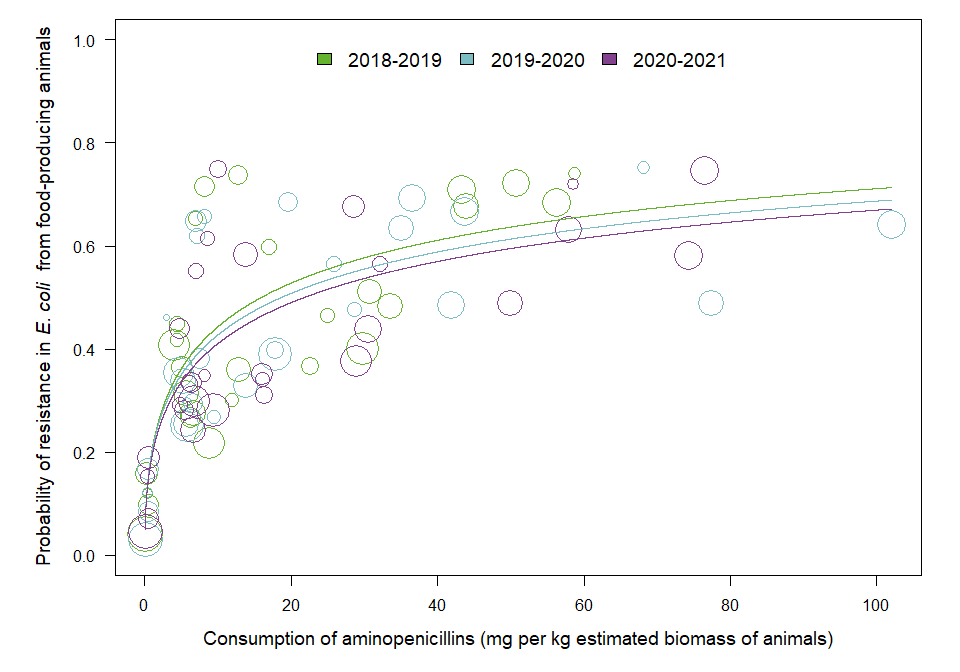 2018-2019 2019-2020 2020-2021
Probability of resistance in E. coli from food-producing animals
1.0
0.8
0.6
0.4
0.2
0.0
0 20 40 60 80 100
Consumption of aminopenicillins (mg per kg estimated biomass of animals)